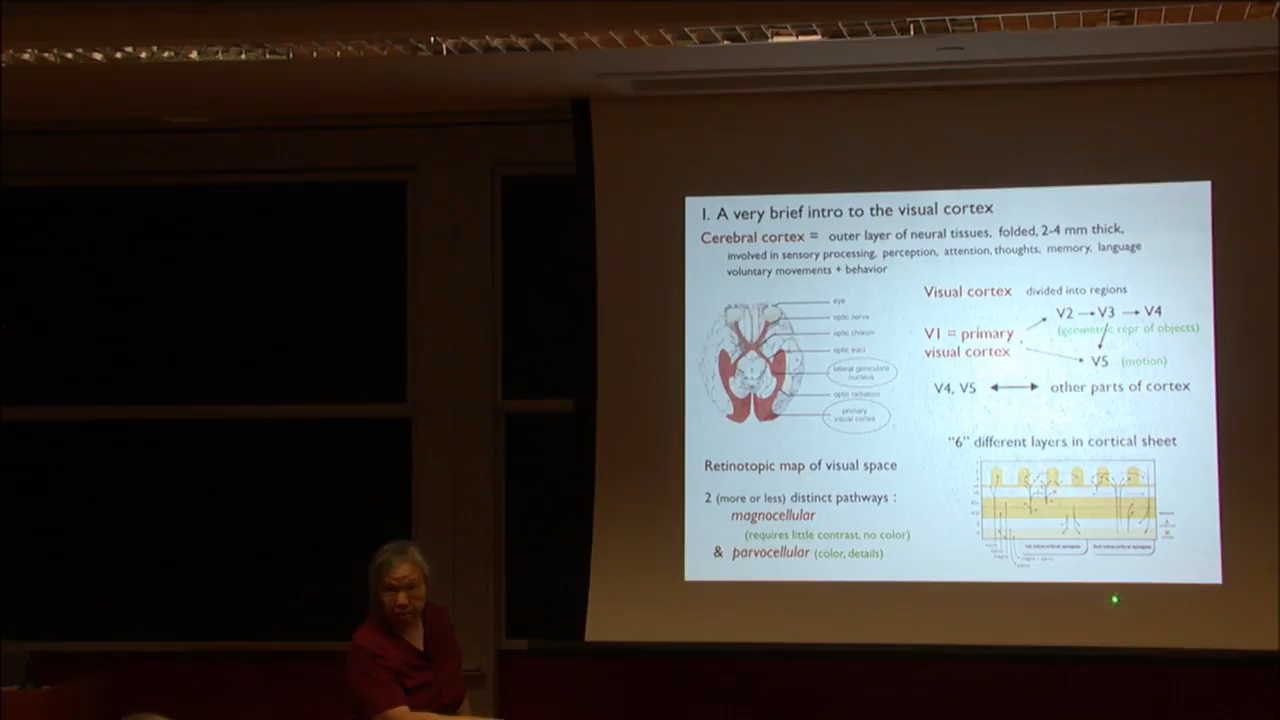 1. A very brief intro to the visual cortex
Cerebral cortex = outer layer of neural tissues, folded, 2-4 mm thick,
involved in sensory processing, perception, attention, thoughts, memory, language
voluntary movements + behavior
eye
optic nerve
optic chiasm
optic tract
lateral geniculate
nucleus
optic radiation
primary
visual cortex
Visual cortex divided into regions
V2 → V3 → V4
(geometric repr of objects)
V1 = primary
visual cortex
V5 (motion)
V4, V5 ↔ other parts of cortex
Retinotopic map of visual space
2 (more or less) distinct pathways :
magnocellular
(requires little contrast, no color)
& parvocellular (color, details)
"6" different layers in cortical sheet